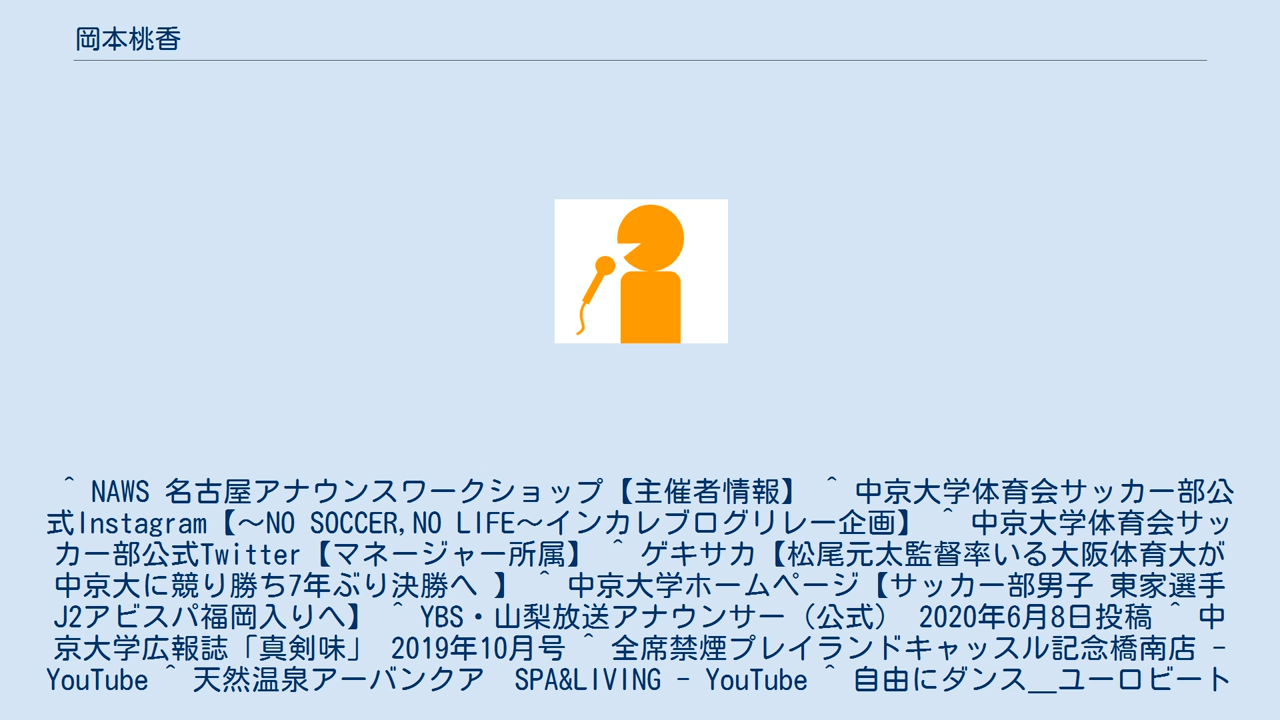 岡本桃香
^ NAWS 名古屋アナウンスワークショップ【主催者情報】 ^ 中京大学体育会サッカー部公
式Instagram【〜NO SOCCER,NO LIFE〜インカレブログリレー企画】 ^ 中京大学体育会サッ
カー部公式Twitter【マネージャー所属】 ^ ゲキサカ【松尾元太監督率いる大阪体育大が
中京大に競り勝ち7年ぶり決勝へ 】 ^ 中京大学ホームページ【サッカー部男子 東家選手
J2アビスパ福岡入りへ】 ^ YBS・山梨放送アナウンサー（公式） 2020年6月8日投稿 ^ 中
京大学広報誌「真剣味」 2019年10月号 ^ 全席禁煙プレイランドキャッスル記念橋南店 -
YouTube ^ 天然温泉アーバンクア　SPA&LIVING - YouTube ^ 自由にダンス__ユーロビート